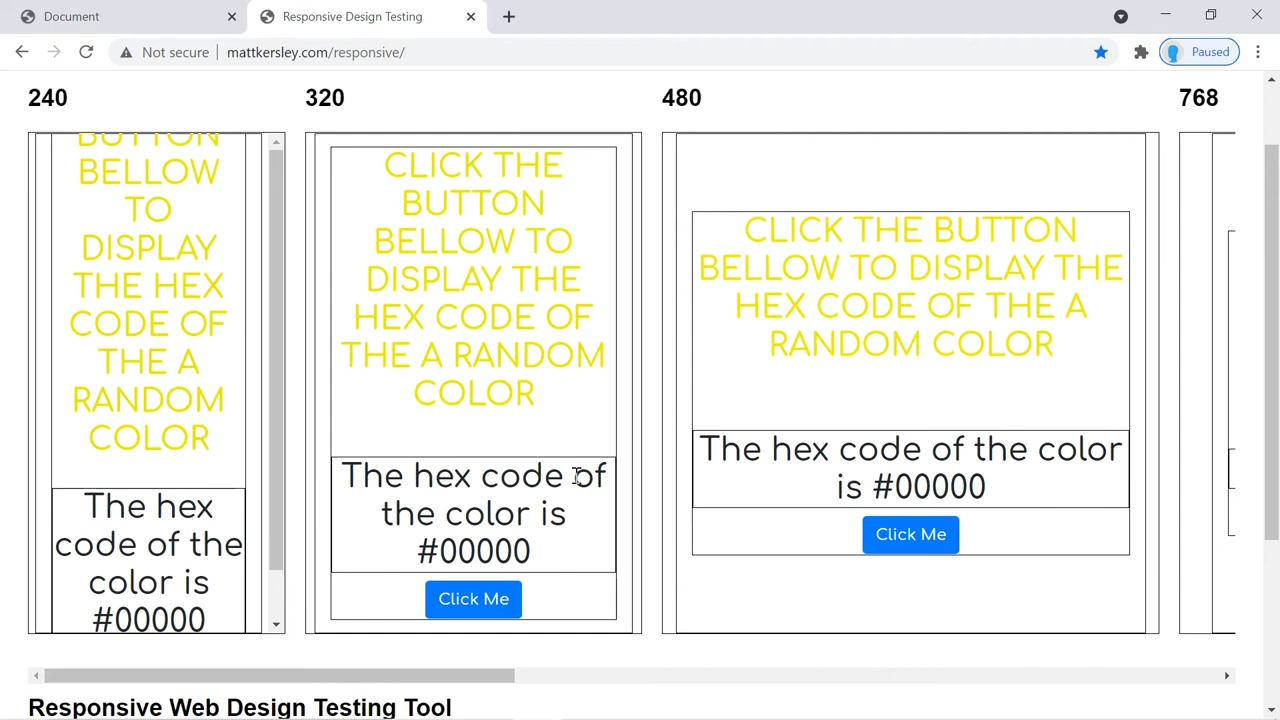 Document
Responsive Design Testing
Not secure
mattkersley.com/responsive/
Paused
240
320
480
768
BUTTON
BELLOW
TO
DISPLAY
THE HEX
CODE OF
THE A
RANDOM
COLOR
The hex
code of the
color is
#00000
CLICK THE
BUTTON
BELLOW TO
DISPLAY THE
HEX CODE OF
THE A RANDOM
COLOR
The hex code of
the color is
#00000
Click Me
CLICK THE BUTTON
BELLOW TO DISPLAY THE
HEX CODE OF THE A
RANDOM COLOR
The hex code of the color
is #00000
Click Me
Responsive Web Design Testing Tool